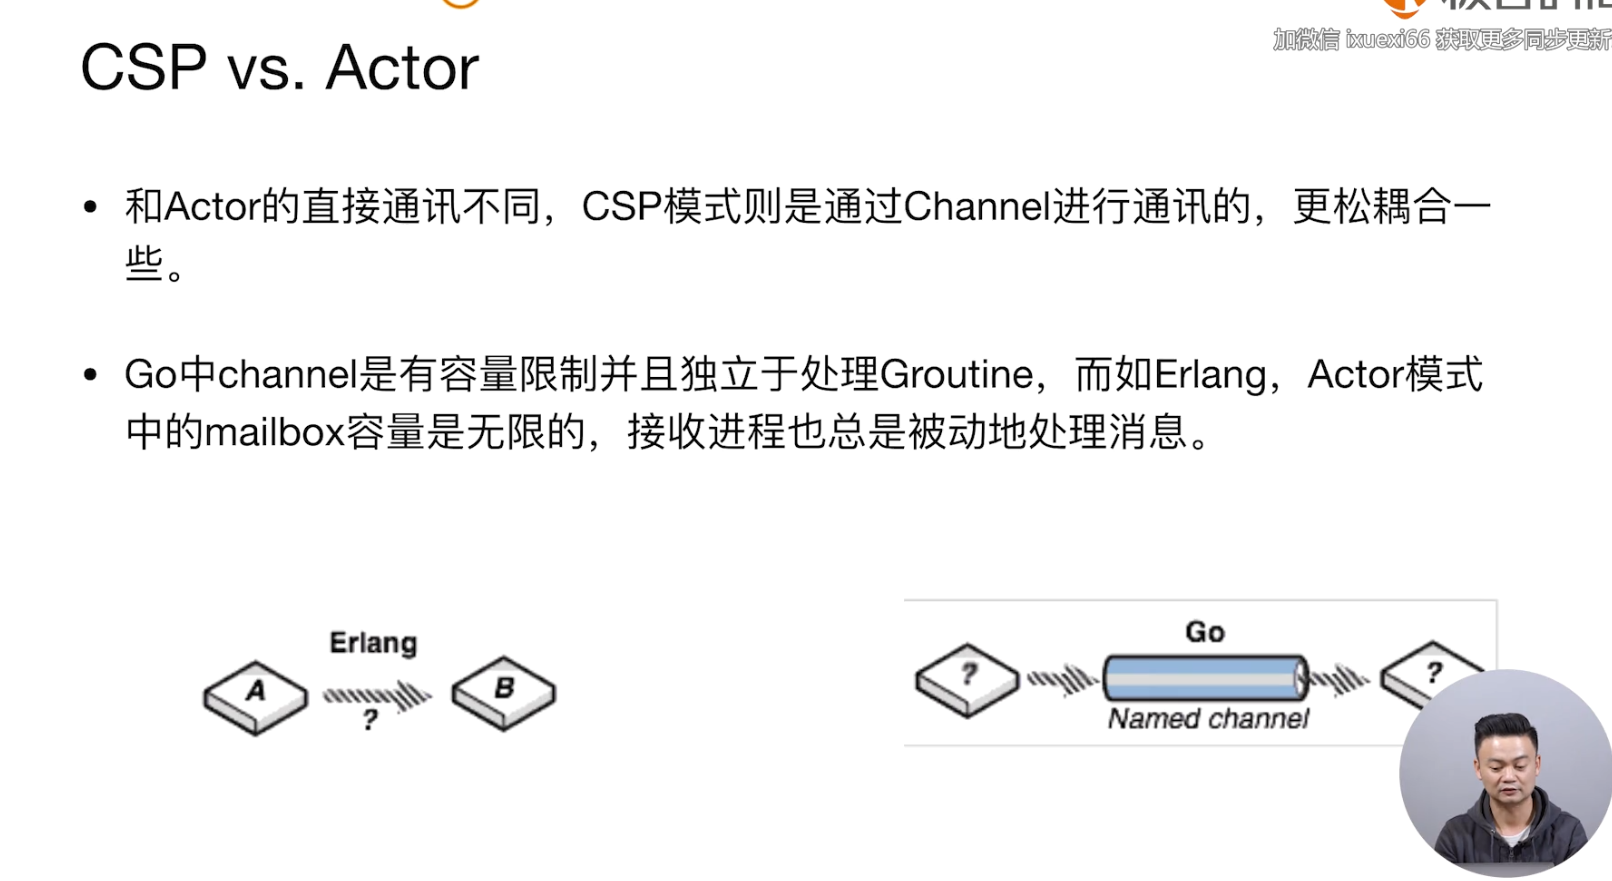 加微信 ixuexi66 获取更多同步更新
CSP vs. Actor
• 和Actor的直接通讯不同，CSP模式则是通过Channel进行通讯的，更松耦合一
些。
• Go中channel是有容量限制并且独立于处理Groutine，而如Erlang，Actor模式
中的mailbox容量是无限的，接收进程也总是被动地处理消息。
Erlang
A
?
B
Go
?
?
Named channel